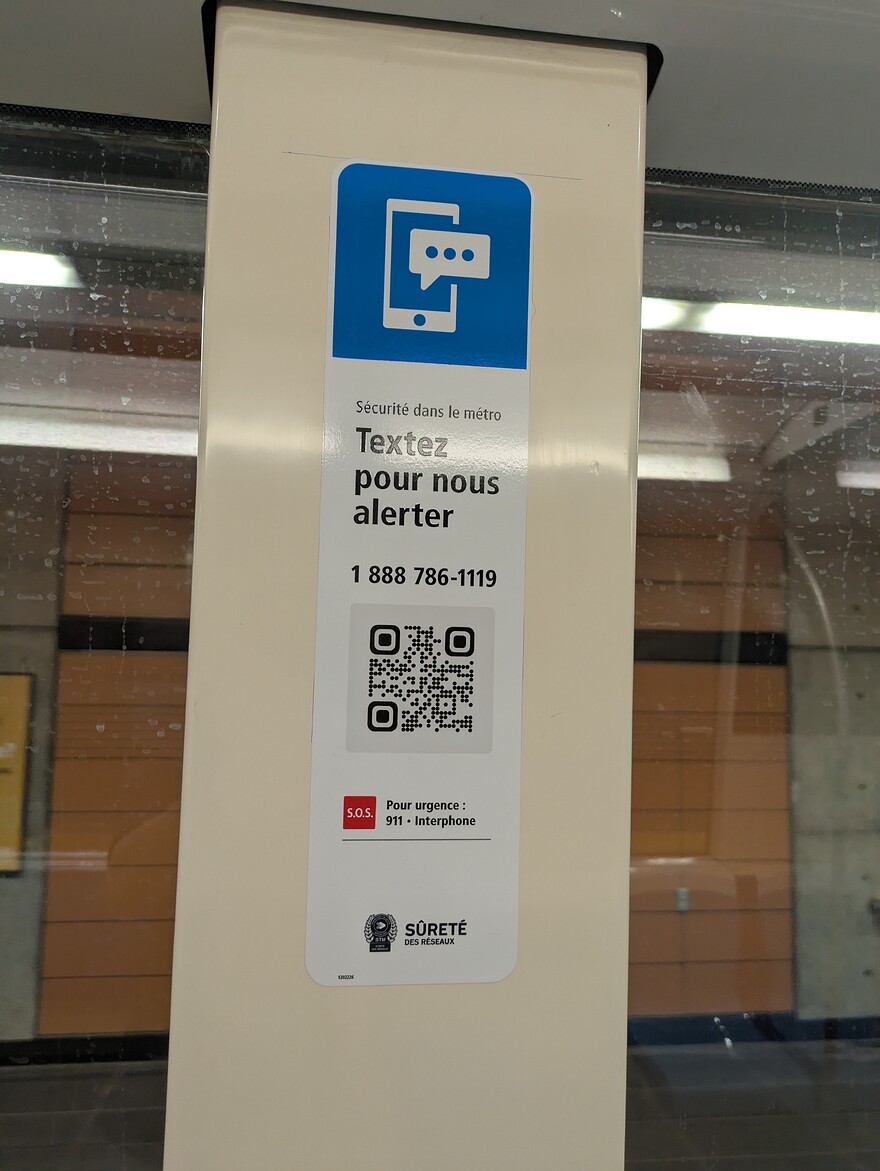 Sécurité dans le métro
Textez
pour nous
alerter
1 888 786-1119
S.O.S.
Pour urgence :
911 • Interphone
STM
SÛRETÉ
DES RÉSEAUX